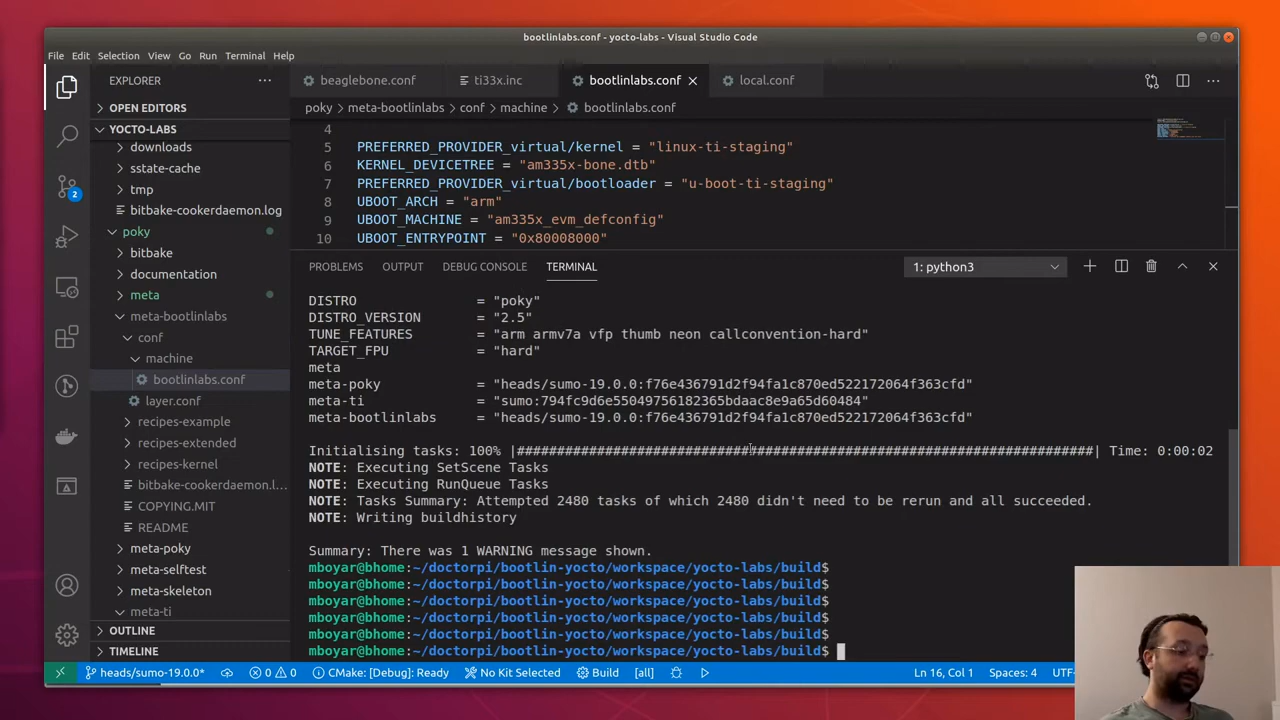 bootlinlabs.conf - yocto-labs - Visual Studio Code
File Edit Selection View Go Run Terminal Help
EXPLORER
beaglebone.conf ti33x.inc bootlinlabs.conf local.conf
OPEN EDITORS
poky > meta-bootlinlabs > conf > machine > bootlinlabs.conf
YOCTO-LABS
downloads
sstate-cache
tmp
bitbake-cookerdaemon.log
poky
bitbake
documentation
meta
meta-bootlinlabs
conf
machine
bootlinlabs.conf
layer.conf
recipes-example
recipes-extended
recipes-kernel
bitbake-cookerdaemon.l...
COPYING.MIT
README
meta-poky
meta-selftest
meta-skeleton
meta-ti
OUTLINE
TIMELINE
2
4
5 PREFERRED_PROVIDER_virtual/kernel = "linux-ti-staging"
6 KERNEL_DEVICETREE = "am335x-bone.dtb"
7 PREFERRED_PROVIDER_virtual/bootloader = "u-boot-ti-staging"
8 UBOOT_ARCH = "arm"
9 UBOOT_MACHINE = "am335x_evm_defconfig"
10 UBOOT_ENTRYPOINT = "0x80008000"
PROBLEMS OUTPUT DEBUG CONSOLE TERMINAL 1: python3
DISTRO = "poky"
DISTRO_VERSION = "2.5"
TUNE_FEATURES = "arm armv7a vfp thumb neon callconvention-hard"
TARGET_FPU = "hard"
meta
meta-poky = "heads/sumo-19.0.0:f76e436791d2f94fa1c870ed522172064f363cfd"
meta-ti = "sumo:794fc9d6e55049756182365bdaac8e9a65d60484"
meta-bootlinlabs = "heads/sumo-19.0.0:f76e436791d2f94fa1c870ed522172064f363cfd"
Initialising tasks: 100% |#########################################################################| Time: 0:00:02
NOTE: Executing SetScene Tasks
NOTE: Executing RunQueue Tasks
NOTE: Tasks Summary: Attempted 2480 tasks of which 2480 didn't need to be rerun and all succeeded.
NOTE: Writing buildhistory
Summary: There was 1 WARNING message shown.
mboyar@bhome:~/doctorpi/bootlin-yocto/workspace/yocto-labs/build$
mboyar@bhome:~/doctorpi/bootlin-yocto/workspace/yocto-labs/build$
mboyar@bhome:~/doctorpi/bootlin-yocto/workspace/yocto-labs/build$
mboyar@bhome:~/doctorpi/bootlin-yocto/workspace/yocto-labs/build$
mboyar@bhome:~/doctorpi/bootlin-yocto/workspace/yocto-labs/build$
mboyar@bhome:~/doctorpi/bootlin-yocto/workspace/yocto-labs/build$
heads/sumo-19.0.0* 0 0 CMake: [Debug]: Ready No Kit Selected Build [all] Ln 16, Col 1 Spaces: 4